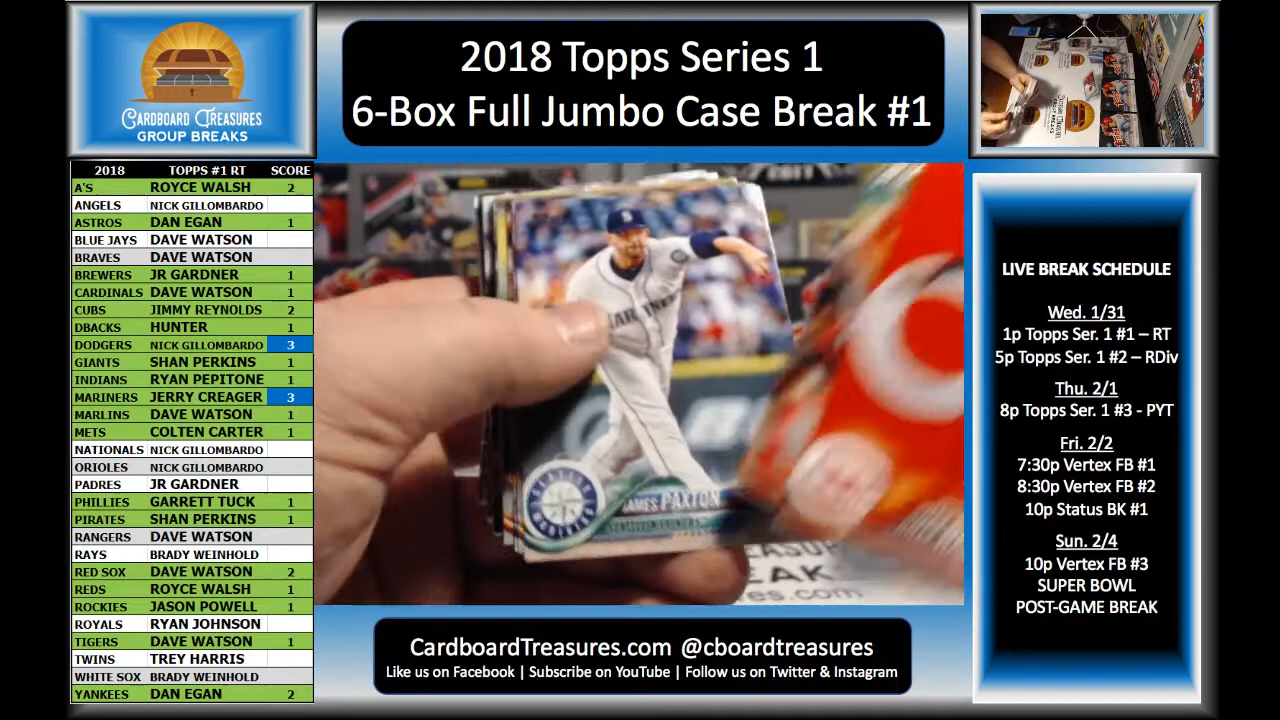 CARDBOARD TREASURES
GROUP BREAKS
2018 Topps Series 1
6-Box Full Jumbo Case Break #1
2018 TOPPS #1 RT SCORE
A'S ROYCE WALSH 2
ANGELS NICK GILLOMBARDO
ASTROS DAN EGAN 1
BLUE JAYS DAVE WATSON
BRAVES DAVE WATSON
BREWERS JR GARDNER 1
CARDINALS DAVE WATSON 1
CUBS JIMMY REYNOLDS 2
DBACKS HUNTER 1
DODGERS NICK GILLOMBARDO 3
GIANTS SHAN PERKINS 1
INDIANS RYAN PEPITONE 1
MARINERS JERRY CREAGER 3
MARLINS DAVE WATSON 1
METS COLTEN CARTER 1
NATIONALS NICK GILLOMBARDO
ORIOLES NICK GILLOMBARDO
PADRES JR GARDNER
PHILLIES GARRETT TUCK 1
PIRATES SHAN PERKINS 1
RANGERS DAVE WATSON
RAYS BRADY WEINHOLD
RED SOX DAVE WATSON 2
REDS ROYCE WALSH 1
ROCKIES JASON POWELL 1
ROYALS RYAN JOHNSON
TIGERS DAVE WATSON 1
TWINS TREY HARRIS
WHITE SOX BRADY WEINHOLD
YANKEES DAN EGAN 2
JAMES PAXTON
SEATTLE MARINERS
LIVE BREAK SCHEDULE
Wed. 1/31
1p Topps Ser. 1 #1 – RT
5p Topps Ser. 1 #2 – RDiv
Thu. 2/1
8p Topps Ser. 1 #3 - PYT
Fri. 2/2
7:30p Vertex FB #1
8:30p Vertex FB #2
10p Status BK #1
Sun. 2/4
10p Vertex FB #3
SUPER BOWL
POST-GAME BREAK
CardboardTreasures.com @cboardtreasures
Like us on Facebook | Subscribe on YouTube | Follow us on Twitter & Instagram